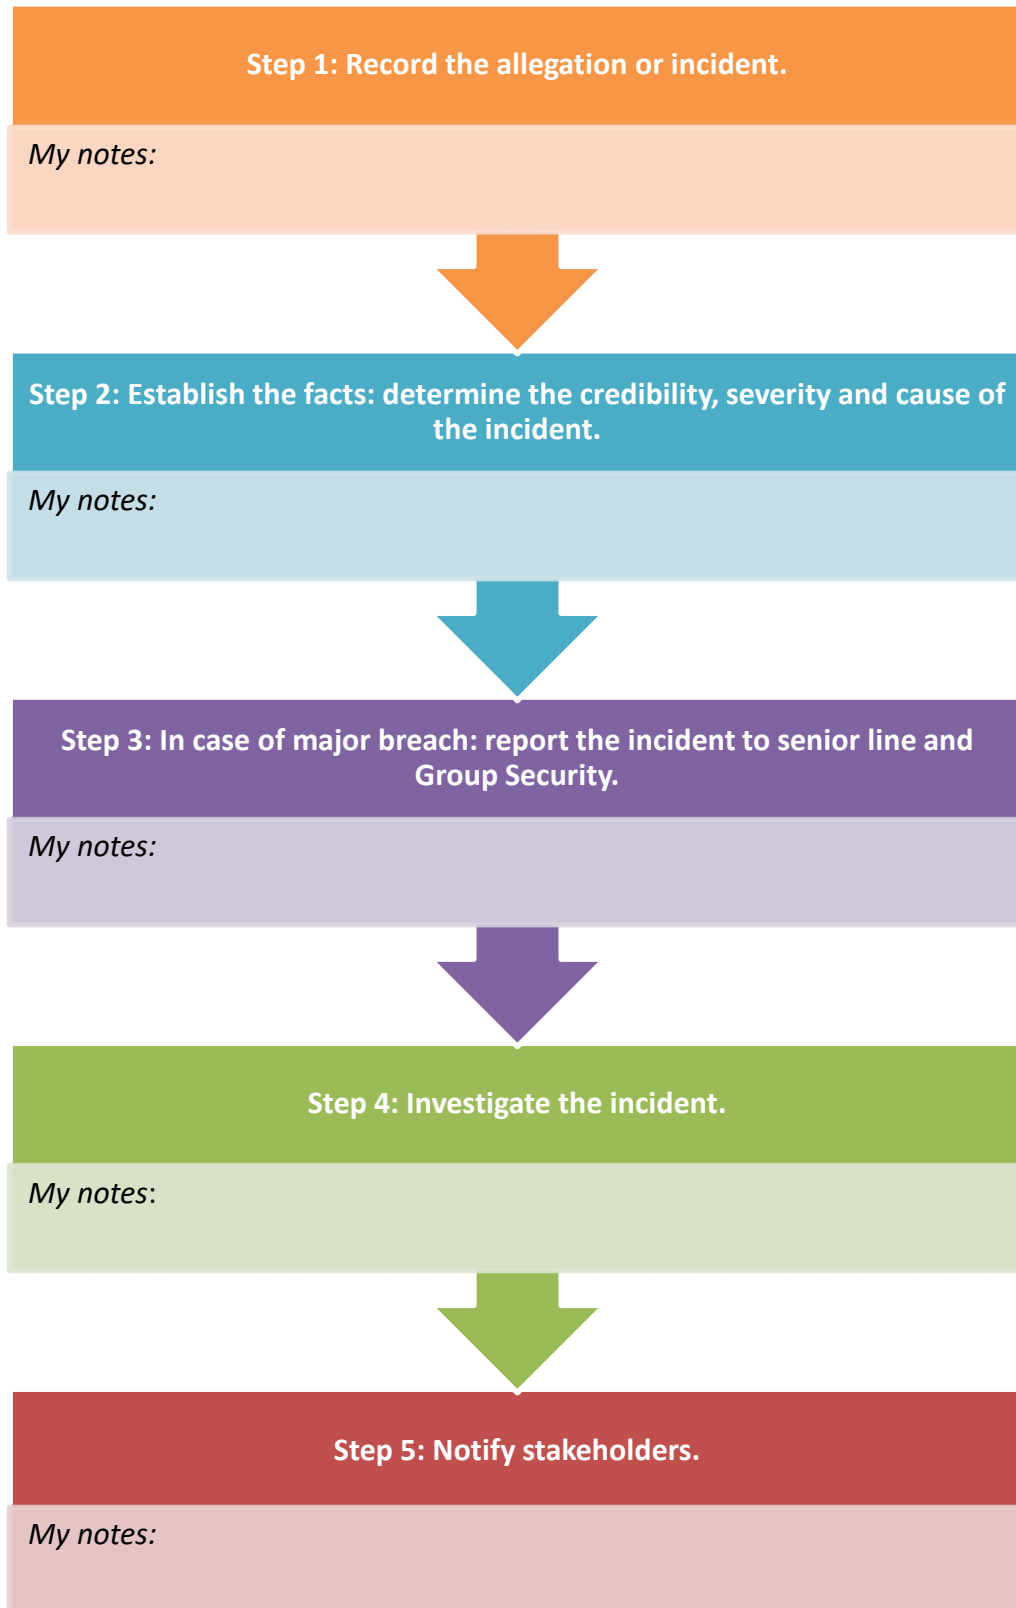 Step 1: Record the allegation or incident.
My notes:
Step 2: Establish the facts: determine the credibility, severity and cause of
the incident.
My notes:
Step 3: In case of major breach: report the incident to senior line and
Group Security.
My notes:
Step 4: Investigate the incident.
My notes:
Step 5: Notify stakeholders.
My notes: